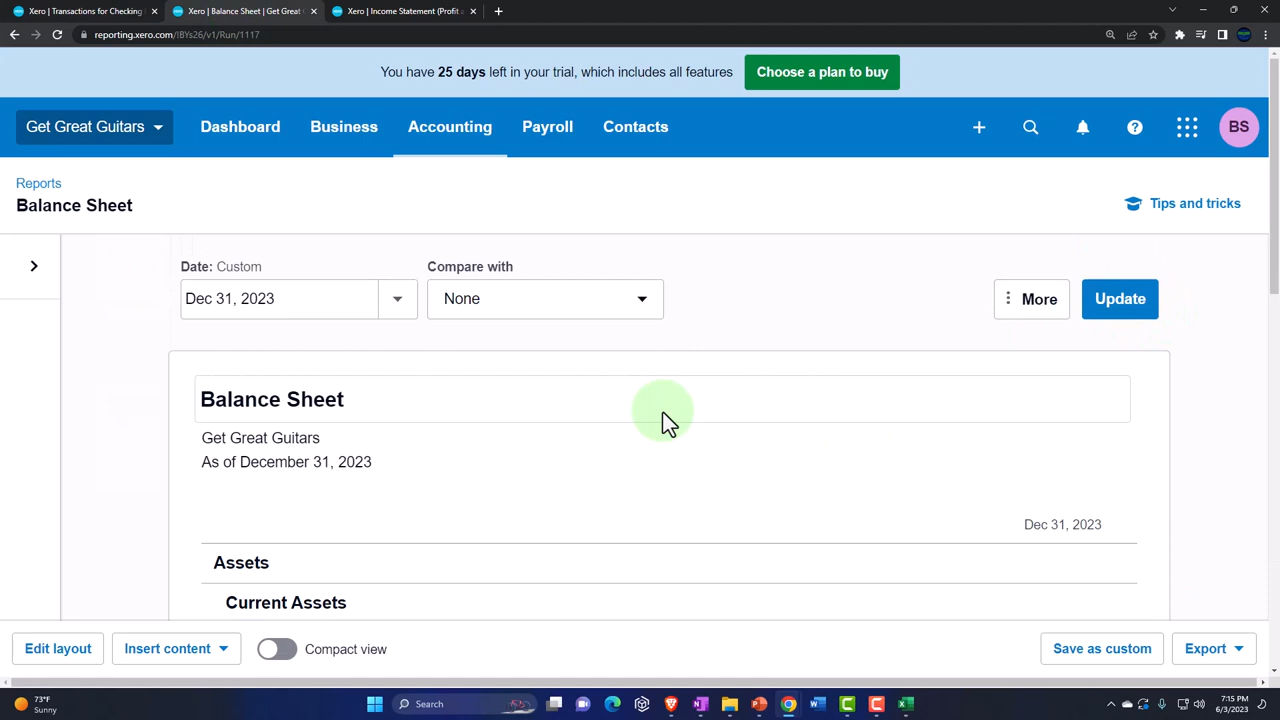 Xero | Transactions for Checking
Xero | Balance Sheet | Get Great
Xero | Income Statement (Profit a
reporting.xero.com/!BYs26/v1/Run/1117
You have 25 days left in your trial, which includes all features
Choose a plan to buy
Get Great Guitars
Dashboard
Business
Accounting
Payroll
Contacts
BS
Reports
Balance Sheet
Tips and tricks
Date: Custom
Compare with
Dec 31, 2023
None
More
Update
Balance Sheet
Get Great Guitars
As of December 31, 2023
Dec 31, 2023
Assets
Current Assets
Edit layout
Insert content
Compact view
Save as custom
Export
73°F
Sunny
Search
7:15 PM
6/3/2023